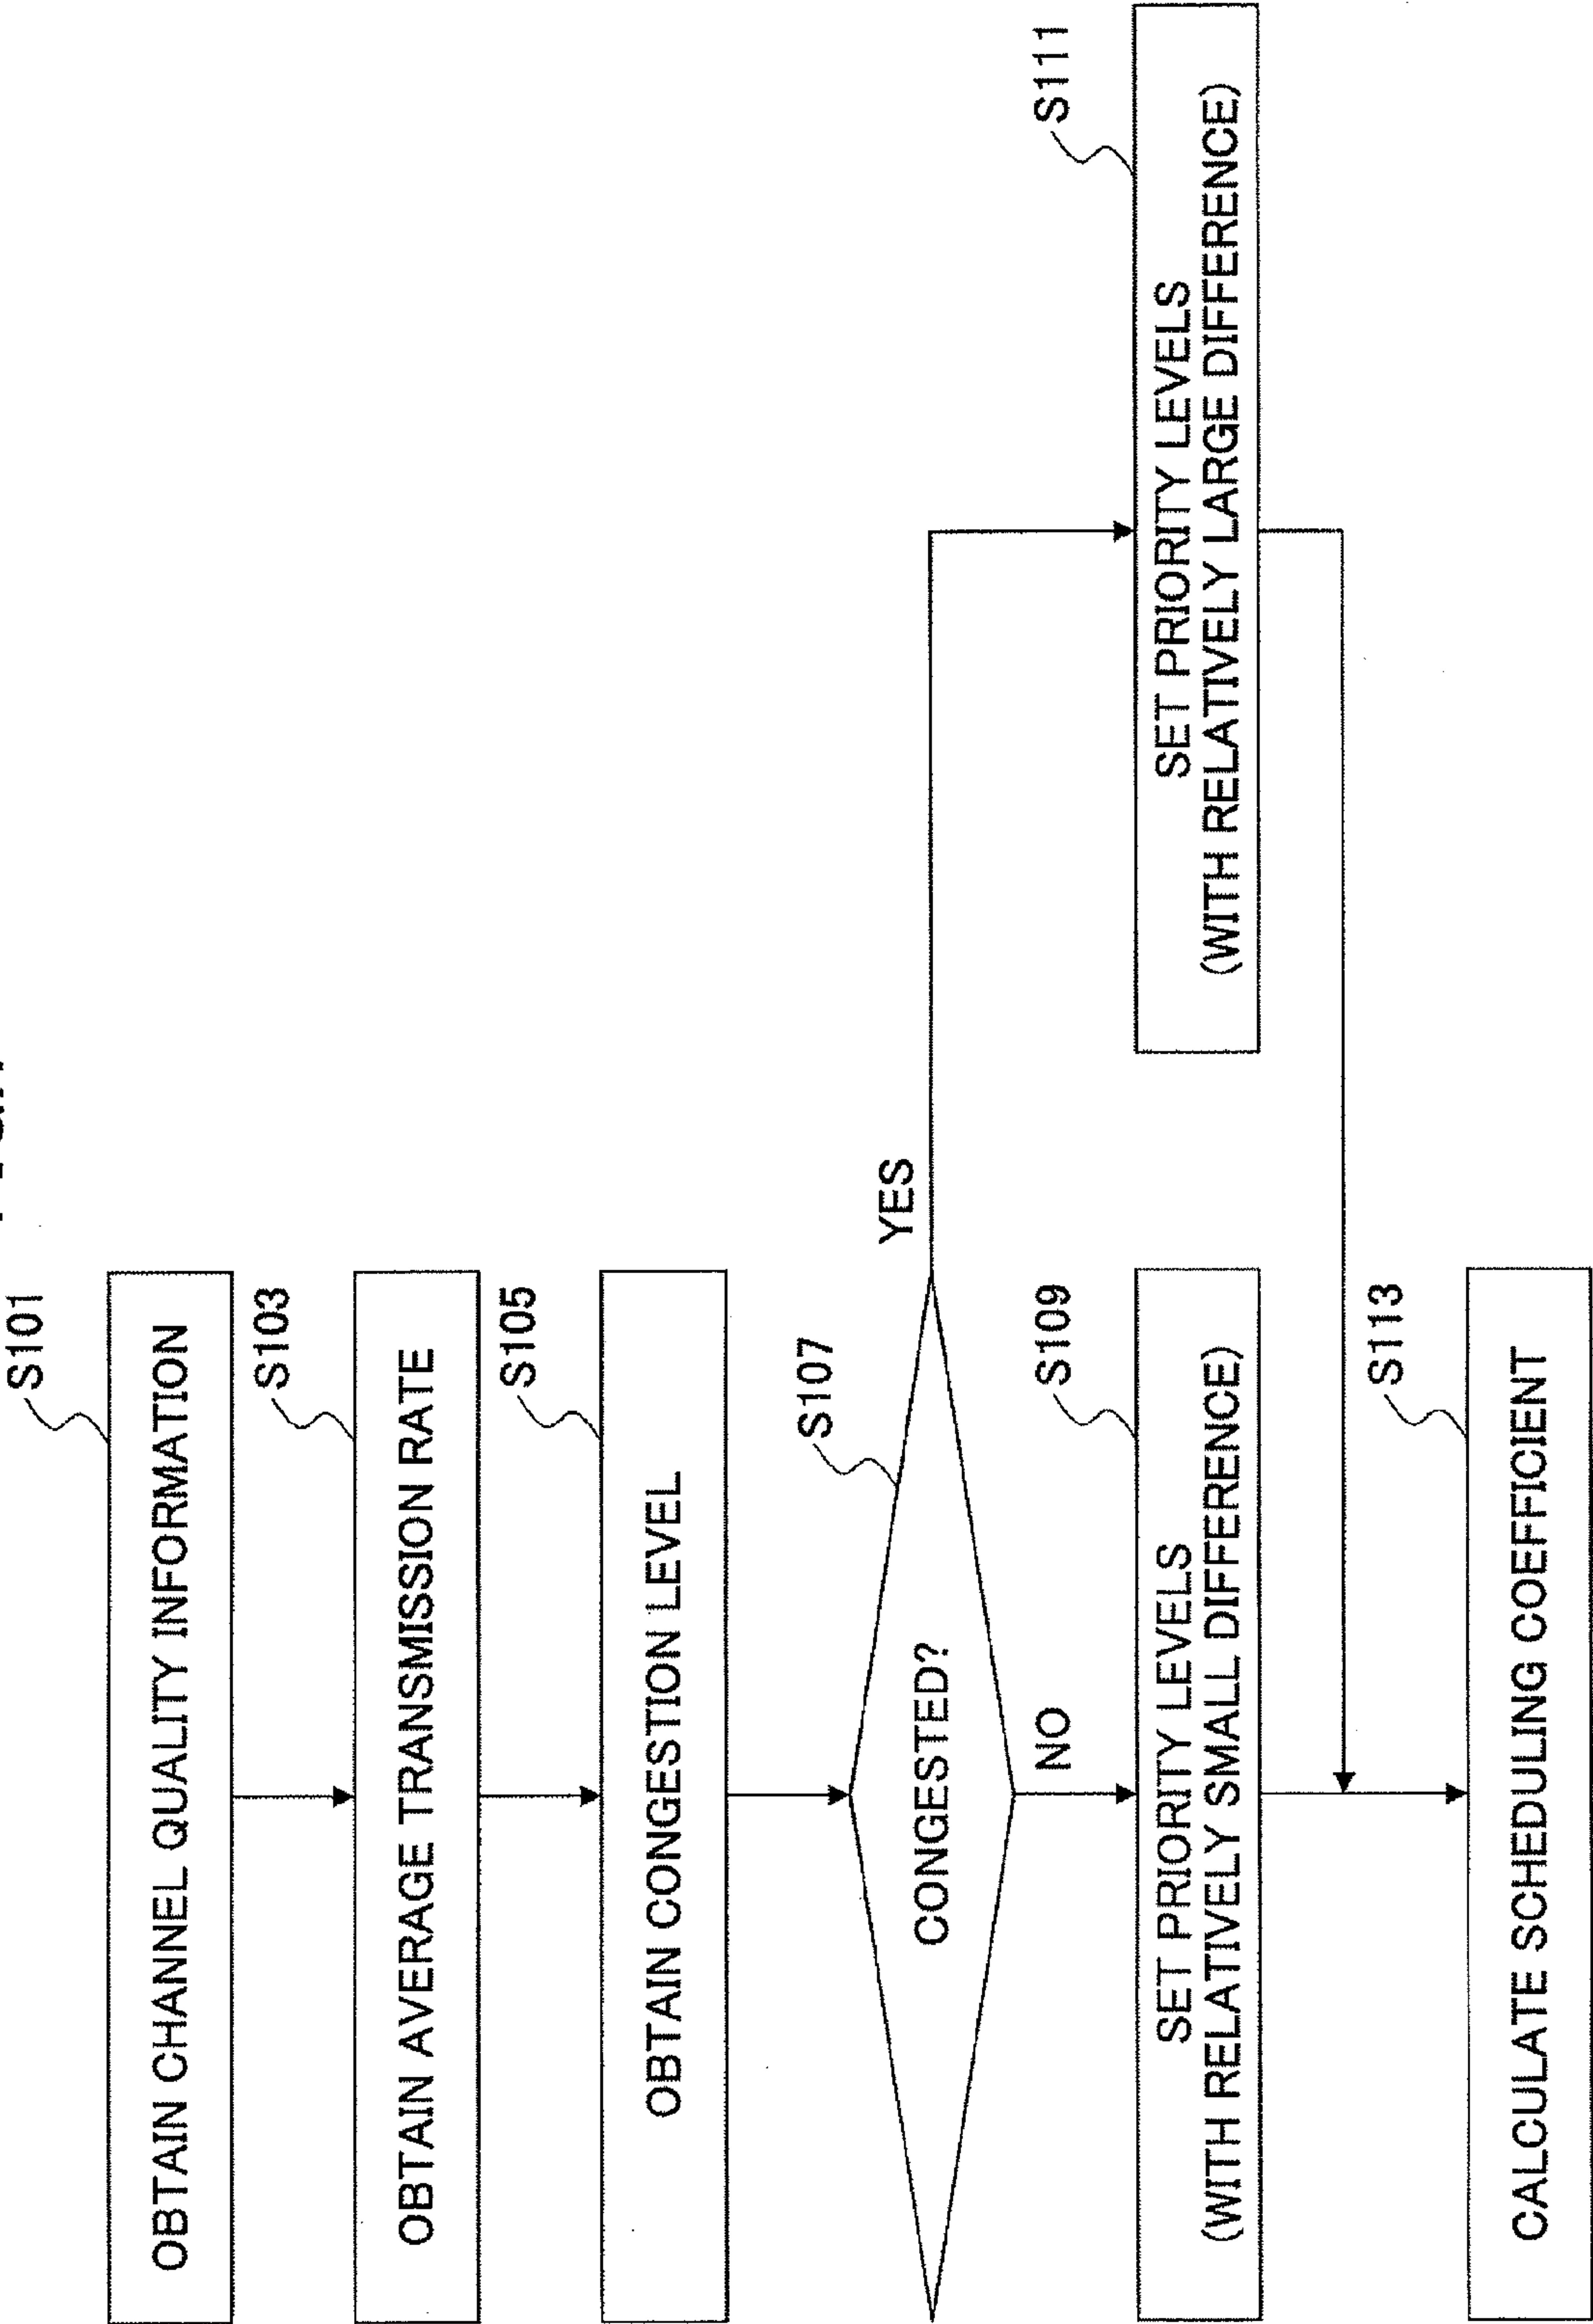 S101
OBTAIN CHANNEL QUALITY INFORMATION
S103
OBTAIN AVERAGE TRANSMISSION RATE
S105
OBTAIN CONGESTION LEVEL
S107
CONGESTED?
YES
NO
S109
SET PRIORITY LEVELS
(WITH RELATIVELY SMALL DIFFERENCE)
S111
SET PRIORITY LEVELS
(WITH RELATIVELY LARGE DIFFERENCE)
S113
CALCULATE SCHEDULING COEFFICIENT